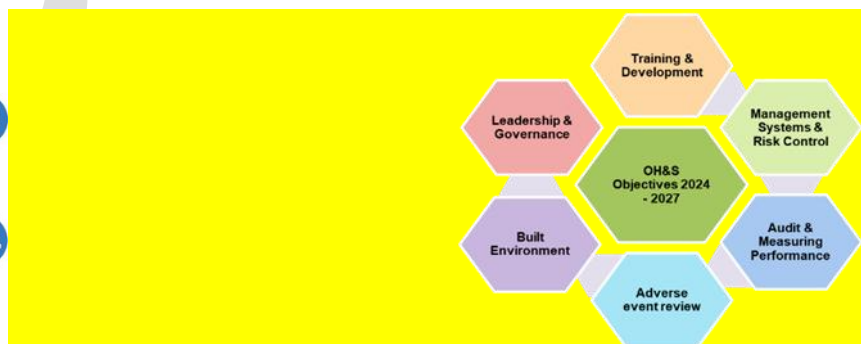 Training &
Development
Leadership &
Governance
Management
Systems &
Risk Control
OH&S
Objectives 2024
- 2027
Built
Environment
Audit &
Measuring
Performance
Adverse
event review